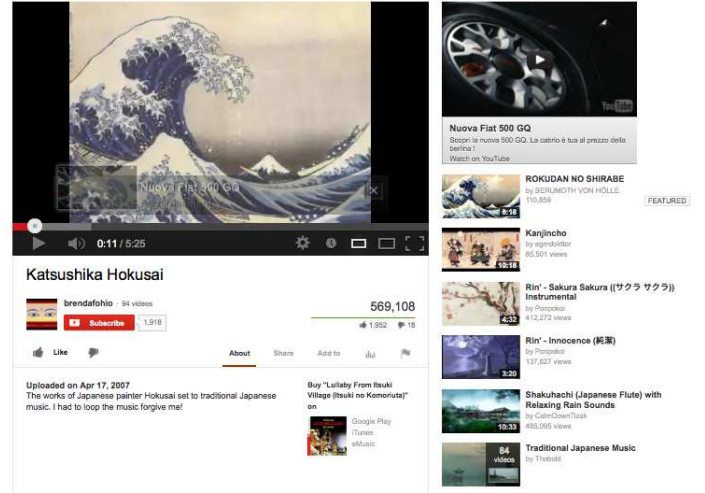 Nuova Fiat 500 GQ
0:11 / 5:25
Katsushika Hokusai
brendafohio · 94 videos
Subscribe 1,918
569,108
1,952 18
Like
About Share Add to
Uploaded on Apr 17, 2007
The works of Japanese painter Hokusai set to traditional Japanese
music. I had to loop the music forgive me!
Buy "Lullaby From Itsuki
Village (Itsuki no Komoriuta)"
on
Google Play
iTunes
eMusic
YouTube
Nuova Fiat 500 GQ
Scopri la nuova 500 GQ. La cabrio è tua al prezzo della
berlina !
Watch on YouTube
ROKUDAN NO SHIRABE
by BERUMOTH VON HÖLLE
110,859
FEATURED
8:16
Kanjincho
by agmdoldtor
85,501 views
10:18
Rin' - Sakura Sakura ((サクラ サクラ))
Instrumental
by Ponpokoi
412,272 views
4:32
Rin' - Innocence (純潔)
by Ponpokoi
137,627 views
3:20
Shakuhachi (Japanese Flute) with
Relaxing Rain Sounds
by CalmDownTizak
485,095 views
10:33
Traditional Japanese Music
by Thobold
84
videos